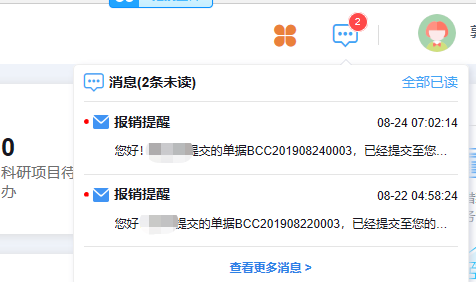 2
消息(2条未读)
全部已读
报销提醒
08-24 07:02:14
您好！ 提交的单据BCC201908240003，已经提交至您…
0
科研项目待
办
报销提醒
08-22 04:58:24
您好 提交的单据BCC201908220003，已经提交至您的…
查看更多消息 >